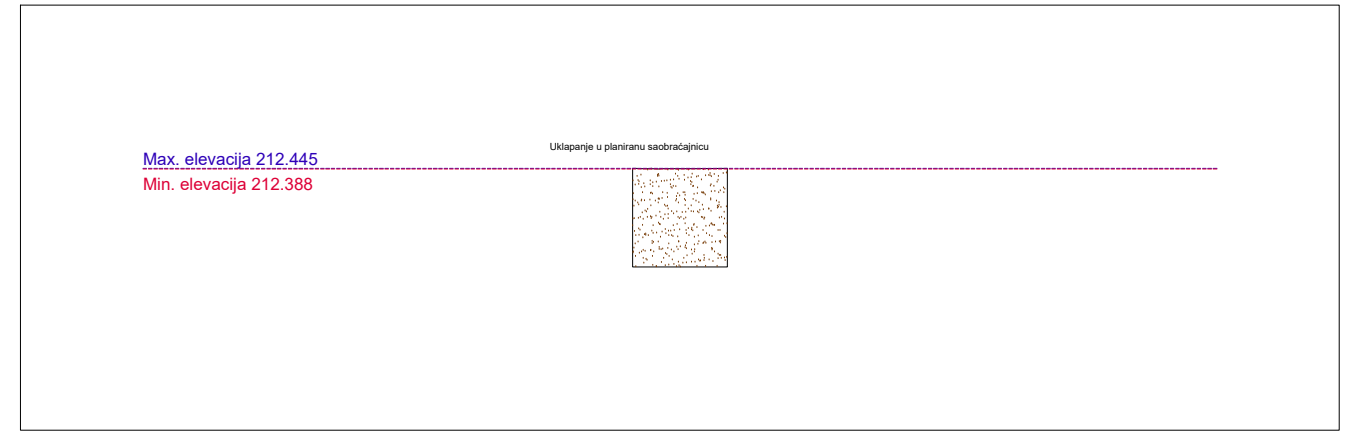 Uklapanje u planiranu saobraćajnicu
Max. elevacija 212.445
Min. elevacija 212.388